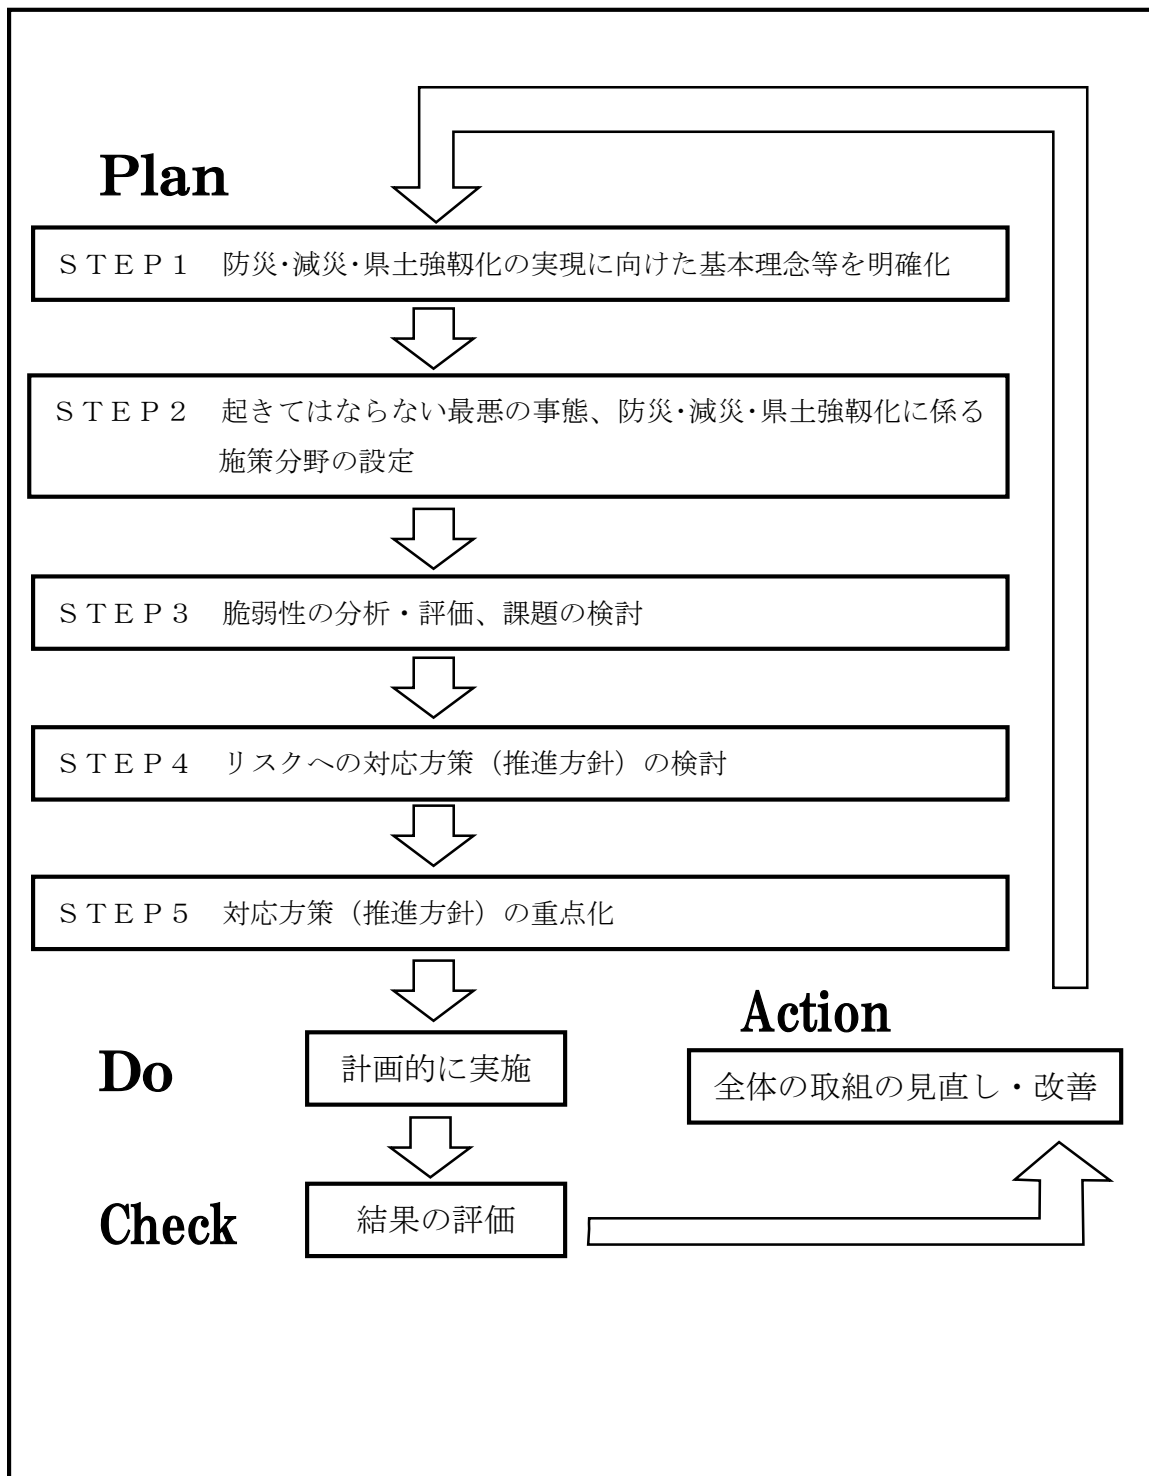 Plan
ＳＴＥＰ１　防災・減災・県土強靱化の実現に向けた基本理念等を明確化
ＳＴＥＰ２　起きてはならない最悪の事態、防災・減災・県土強靱化に係る
施策分野の設定
ＳＴＥＰ３　脆弱性の分析・評価、課題の検討
ＳＴＥＰ４　リスクへの対応方策（推進方針）の検討
ＳＴＥＰ５　対応方策（推進方針）の重点化
Do
計画的に実施
Action
全体の取組の見直し・改善
Check
結果の評価